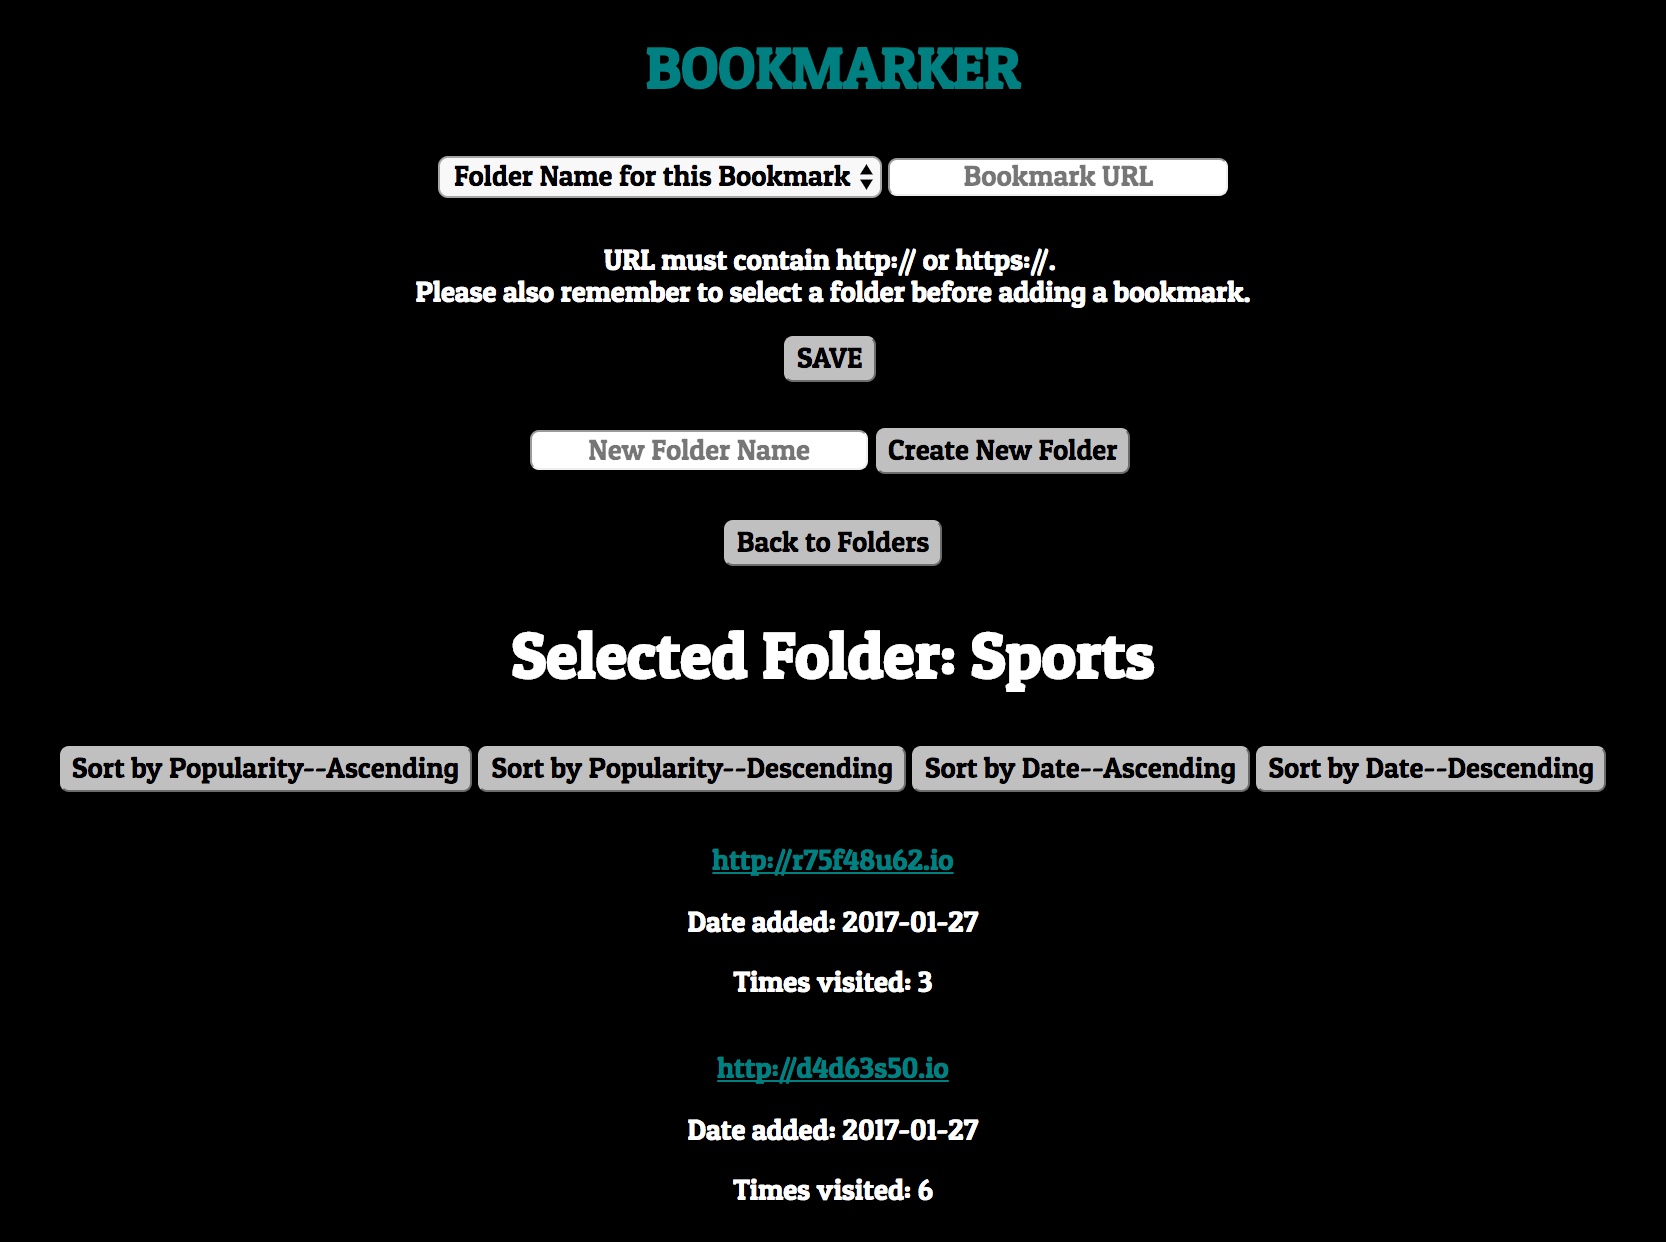 BOOKMARKER
Folder Name for this Bookmark Bookmark URL
URL must contain http:// or https://.
Please also remember to select a folder before adding a bookmark.
SAVE
New Folder Name Create New Folder
Back to Folders
Selected Folder: Sports
Sort by Popularity--Ascending Sort by Popularity--Descending Sort by Date--Ascending Sort by Date--Descending
http://r75f48u62.io
Date added: 2017-01-27
Times visited: 3
http://d4d63s50.io
Date added: 2017-01-27
Times visited: 6